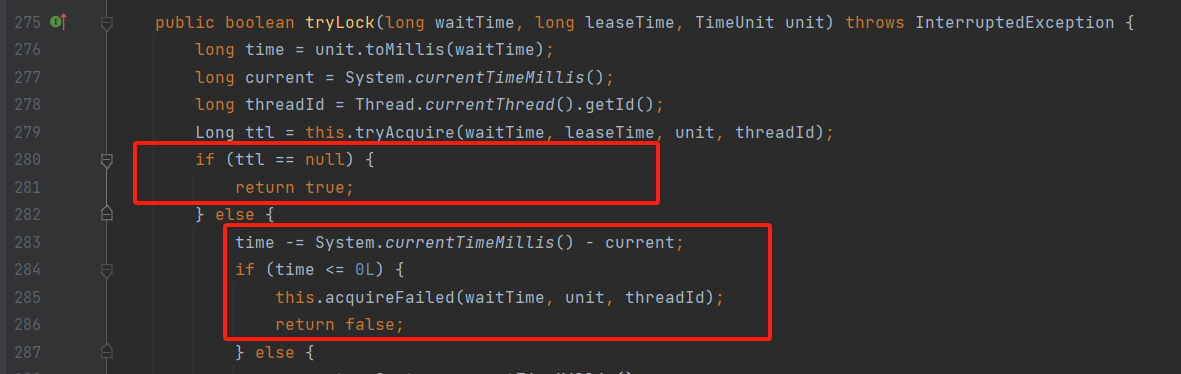 275 public boolean tryLock(long waitTime, long leaseTime, TimeUnit unit) throws InterruptedException {
276 long time = unit.toMillis(waitTime);
277 long current = System.currentTimeMillis();
278 long threadId = Thread.currentThread().getId();
279 Long ttl = this.tryAcquire(waitTime, leaseTime, unit, threadId);
280 if (ttl == null) {
281 return true;
282 } else {
283 time -= System.currentTimeMillis() - current;
284 if (time <= 0L) {
285 this.acquireFailed(waitTime, unit, threadId);
286 return false;
287 } else {